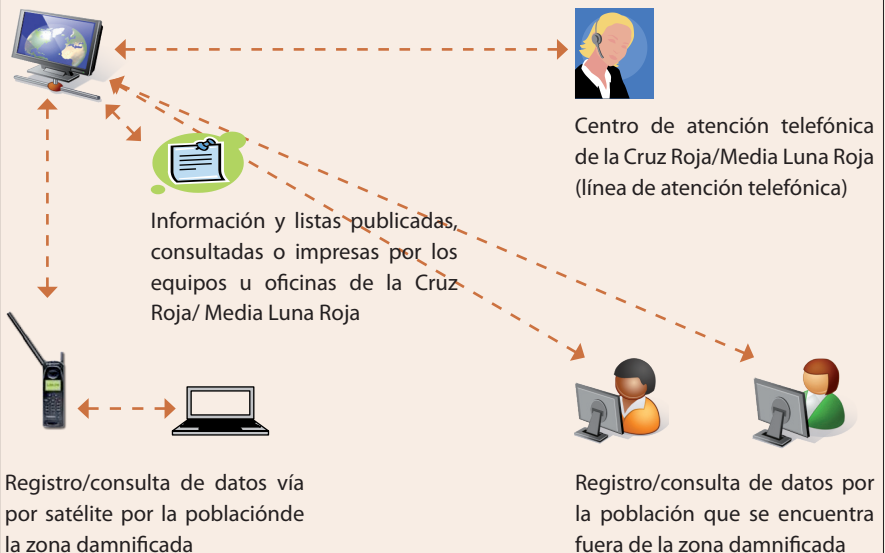 Centro de atención telefónica
de la Cruz Roja/Media Luna Roja
(línea de atención telefónica)
Información y listas publicadas,
consultadas o impresas por los
equipos u oficinas de la Cruz
Roja/ Media Luna Roja
Registro/consulta de datos vía
por satélite por la poblaciónde
la zona damnificada
Registro/consulta de datos por
la población que se encuentra
fuera de la zona damnificada